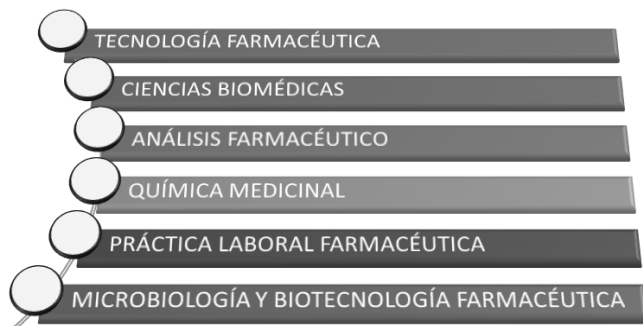 TECNOLOGÍA FARMACÉUTICA
CIENCIAS BIOMÉDICAS
ANÁLISIS FARMACÉUTICO
QUÍMICA MEDICINAL
PRÁCTICA LABORAL FARMACÉUTICA
MICROBIOLOGÍA Y BIOTECNOLOGÍA FARMACÉUTICA